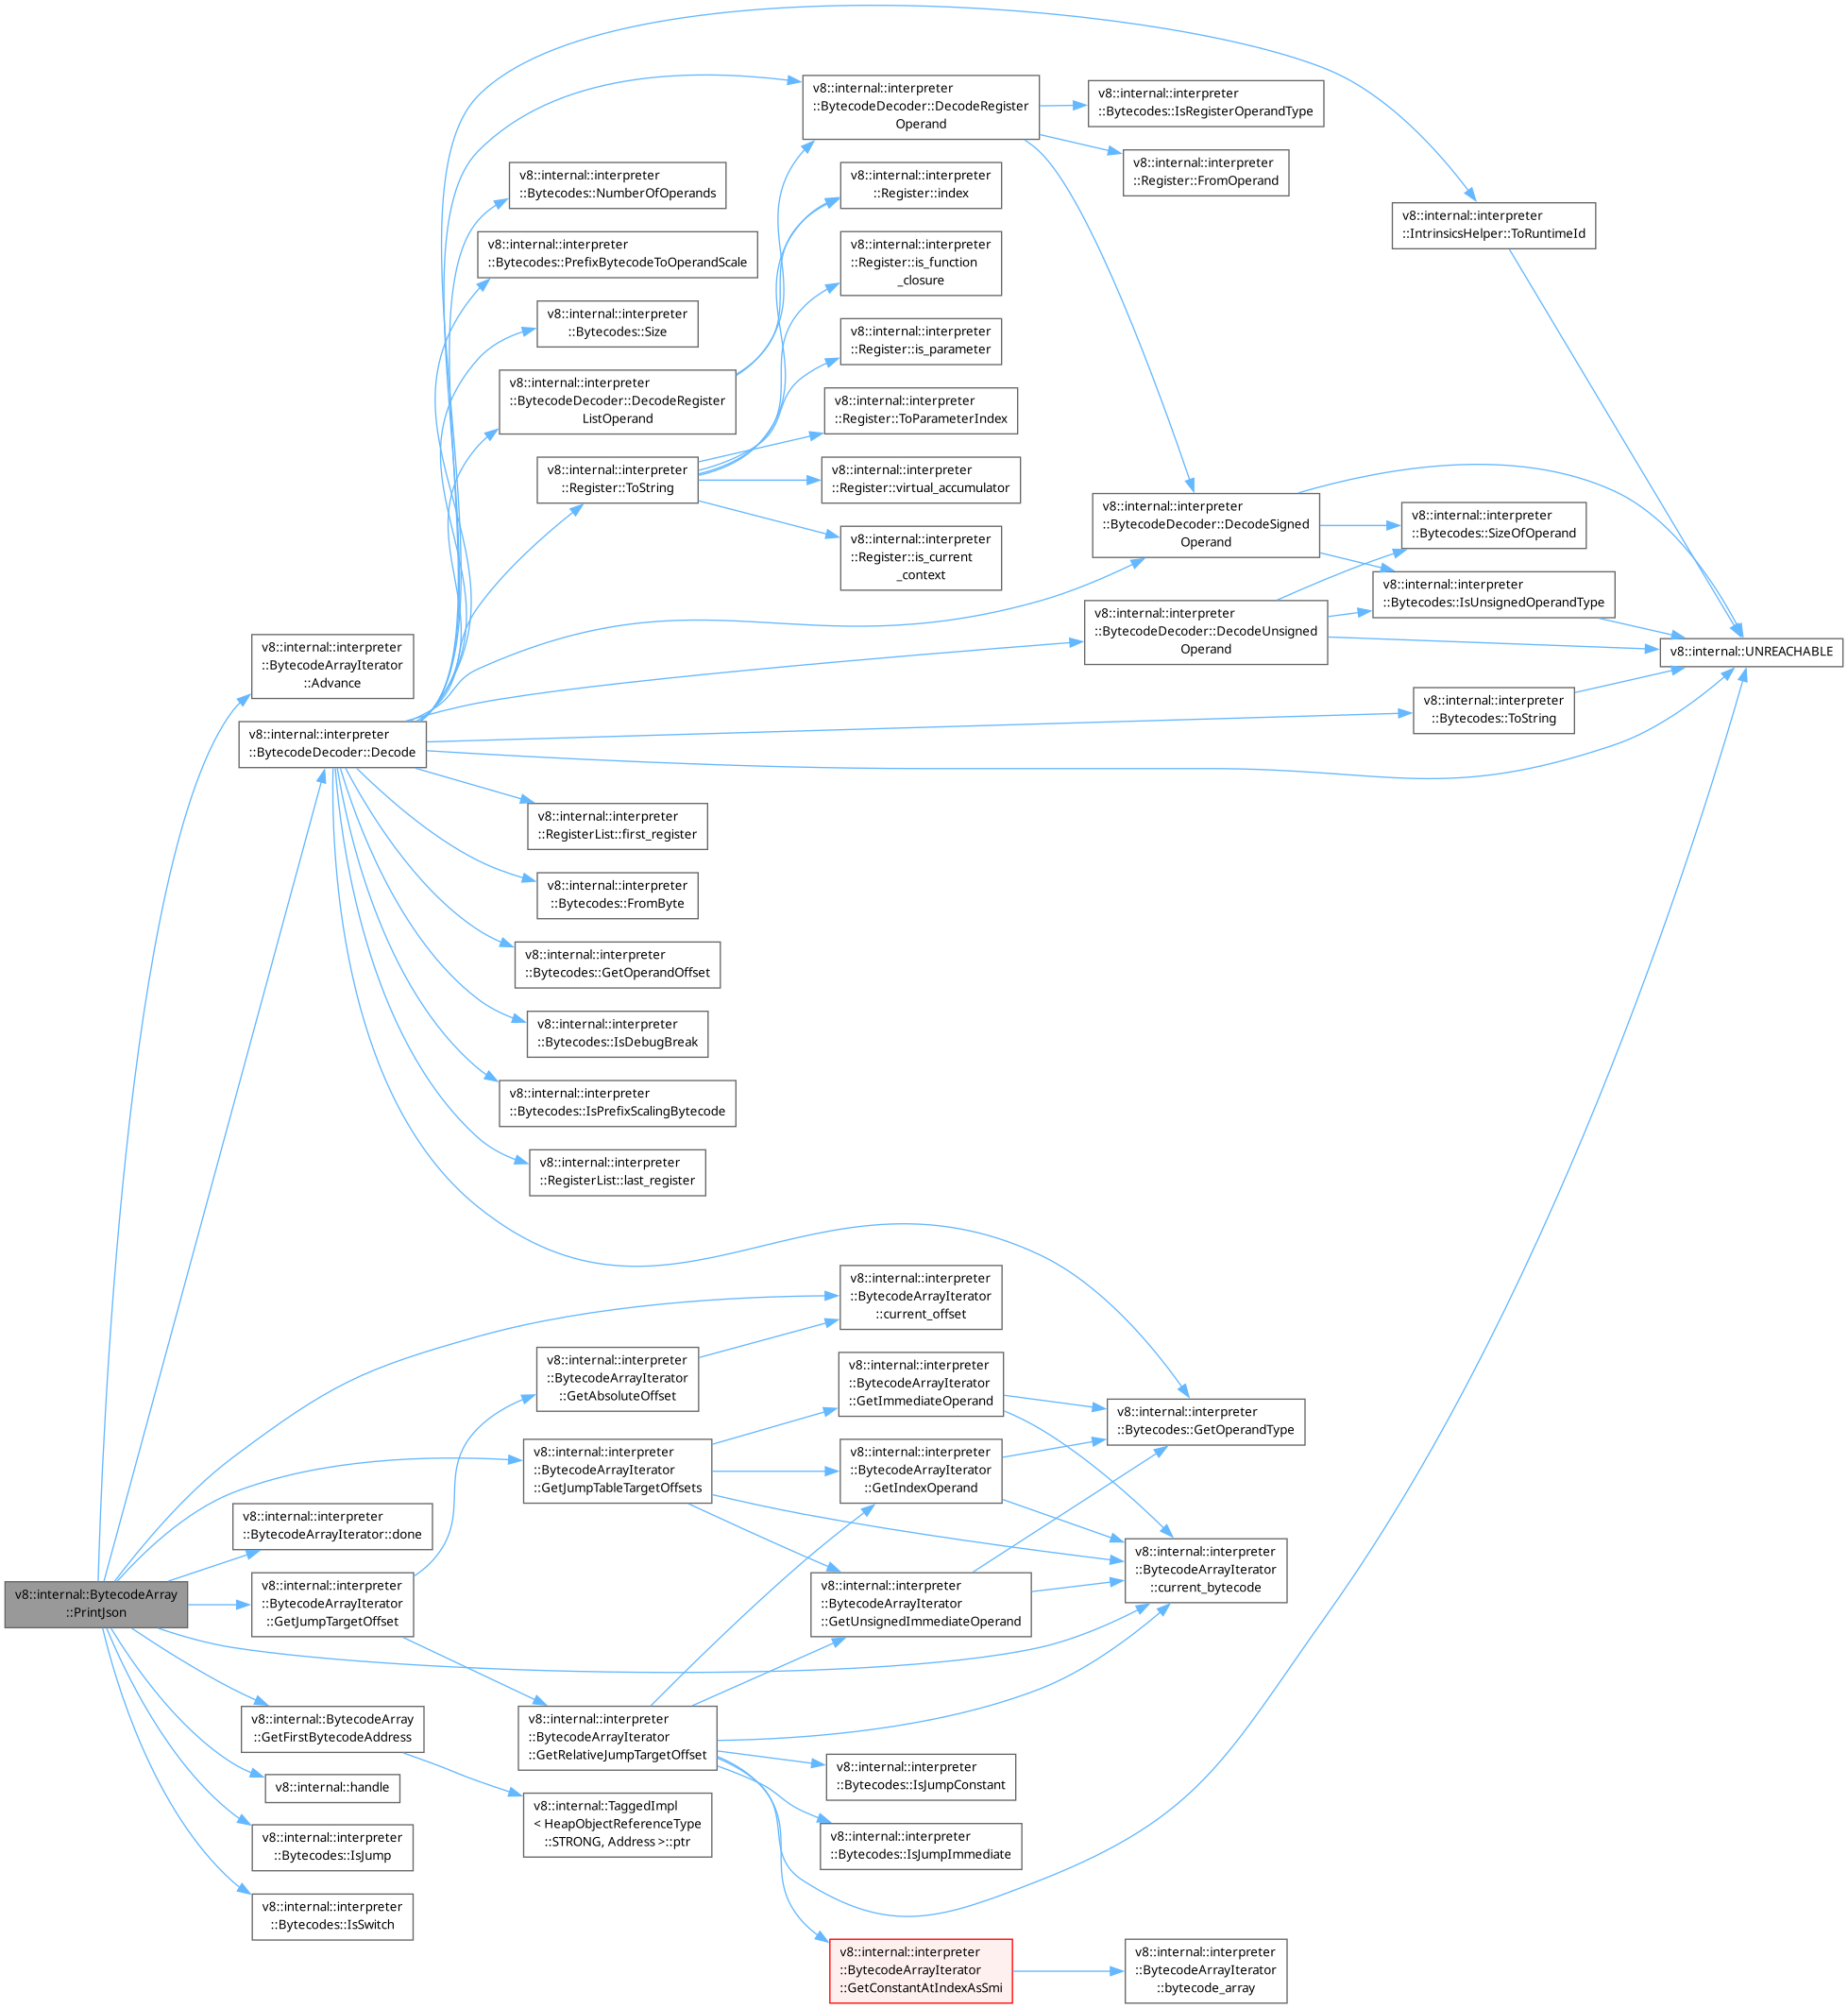 v8::internal::BytecodeArray
::PrintJson
v8::internal::interpreter
::BytecodeArrayIterator
::Advance
v8::internal::interpreter
::BytecodeDecoder::Decode
v8::internal::interpreter
::BytecodeArrayIterator::done
v8::internal::interpreter
::BytecodeArrayIterator
::GetJumpTargetOffset
v8::internal::BytecodeArray
::GetFirstBytecodeAddress
v8::internal::handle
v8::internal::interpreter
::Bytecodes::IsJump
v8::internal::interpreter
::Bytecodes::IsSwitch
v8::internal::interpreter
::Bytecodes::NumberOfOperands
v8::internal::interpreter
::Bytecodes::PrefixBytecodeToOperandScale
v8::internal::interpreter
::Bytecodes::Size
v8::internal::interpreter
::BytecodeDecoder::DecodeRegister
ListOperand
v8::internal::interpreter
::Register::ToString
v8::internal::interpreter
::RegisterList::first_register
v8::internal::interpreter
::Bytecodes::FromByte
v8::internal::interpreter
::Bytecodes::GetOperandOffset
v8::internal::interpreter
::Bytecodes::IsDebugBreak
v8::internal::interpreter
::Bytecodes::IsPrefixScalingBytecode
v8::internal::interpreter
::RegisterList::last_register
v8::internal::interpreter
::BytecodeArrayIterator
::GetAbsoluteOffset
v8::internal::interpreter
::BytecodeArrayIterator
::GetJumpTableTargetOffsets
v8::internal::interpreter
::BytecodeArrayIterator
::GetRelativeJumpTargetOffset
v8::internal::TaggedImpl
< HeapObjectReferenceType
::STRONG, Address >::ptr
v8::internal::interpreter
::BytecodeDecoder::DecodeRegister
Operand
v8::internal::interpreter
::Register::index
v8::internal::interpreter
::Register::is_function
_closure
v8::internal::interpreter
::Register::is_parameter
v8::internal::interpreter
::Register::ToParameterIndex
v8::internal::interpreter
::Register::virtual_accumulator
v8::internal::interpreter
::Register::is_current
_context
v8::internal::interpreter
::BytecodeArrayIterator
::current_offset
v8::internal::interpreter
::BytecodeArrayIterator
::GetImmediateOperand
v8::internal::interpreter
::BytecodeArrayIterator
::GetIndexOperand
v8::internal::interpreter
::BytecodeArrayIterator
::GetUnsignedImmediateOperand
v8::internal::interpreter
::Bytecodes::IsJumpConstant
v8::internal::interpreter
::Bytecodes::IsJumpImmediate
v8::internal::interpreter
::BytecodeArrayIterator
::GetConstantAtIndexAsSmi
v8::internal::interpreter
::Bytecodes::IsRegisterOperandType
v8::internal::interpreter
::Register::FromOperand
v8::internal::interpreter
::BytecodeDecoder::DecodeSigned
Operand
v8::internal::interpreter
::BytecodeDecoder::DecodeUnsigned
Operand
v8::internal::interpreter
::Bytecodes::GetOperandType
v8::internal::interpreter
::BytecodeArrayIterator
::current_bytecode
v8::internal::interpreter
::BytecodeArrayIterator
::bytecode_array
v8::internal::interpreter
::IntrinsicsHelper::ToRuntimeId
v8::internal::interpreter
::Bytecodes::SizeOfOperand
v8::internal::interpreter
::Bytecodes::IsUnsignedOperandType
v8::internal::interpreter
::Bytecodes::ToString
v8::internal::UNREACHABLE